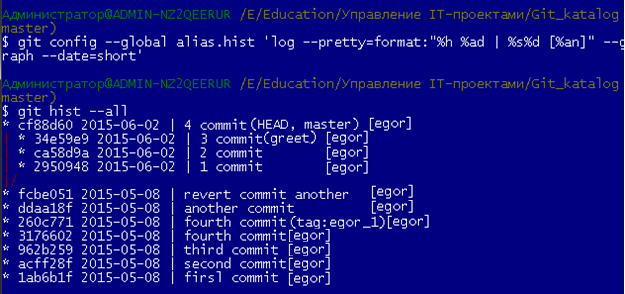 Администратор@ADMIN-NZ2QEERUR /E/Education/Управление IT-проектами/Git_katalog
master)
$ git config --global alias.hist 'log --pretty=format:"%h %ad | %s%d [%an]" --g
raph --date=short'
Администратор@ADMIN-NZ2QEERUR /E/Education/Управление IT-проектами/Git_katalog
master)
$ git hist --all
* cf88d60 2015-06-02 | 4 commit(HEAD, master) [egor]
| * 34e59e9 2015-06-02 | 3 commit(greet) [egor]
| * ca58d9a 2015-06-02 | 2 commit [egor]
| * 2950948 2015-06-02 | 1 commit [egor]
|/
* fcbe051 2015-05-08 | revert commit another [egor]
* ddaa18f 2015-05-08 | another commit [egor]
* 260c771 2015-05-08 | fourth commit(tag:egor_1)[egor]
* 3176602 2015-05-08 | fourth commit[egor]
* 962b259 2015-05-08 | third commit[egor]
* acff28f 2015-05-08 | second commit[egor]
* 1ab6b1f 2015-05-08 | firsl commit[egor]